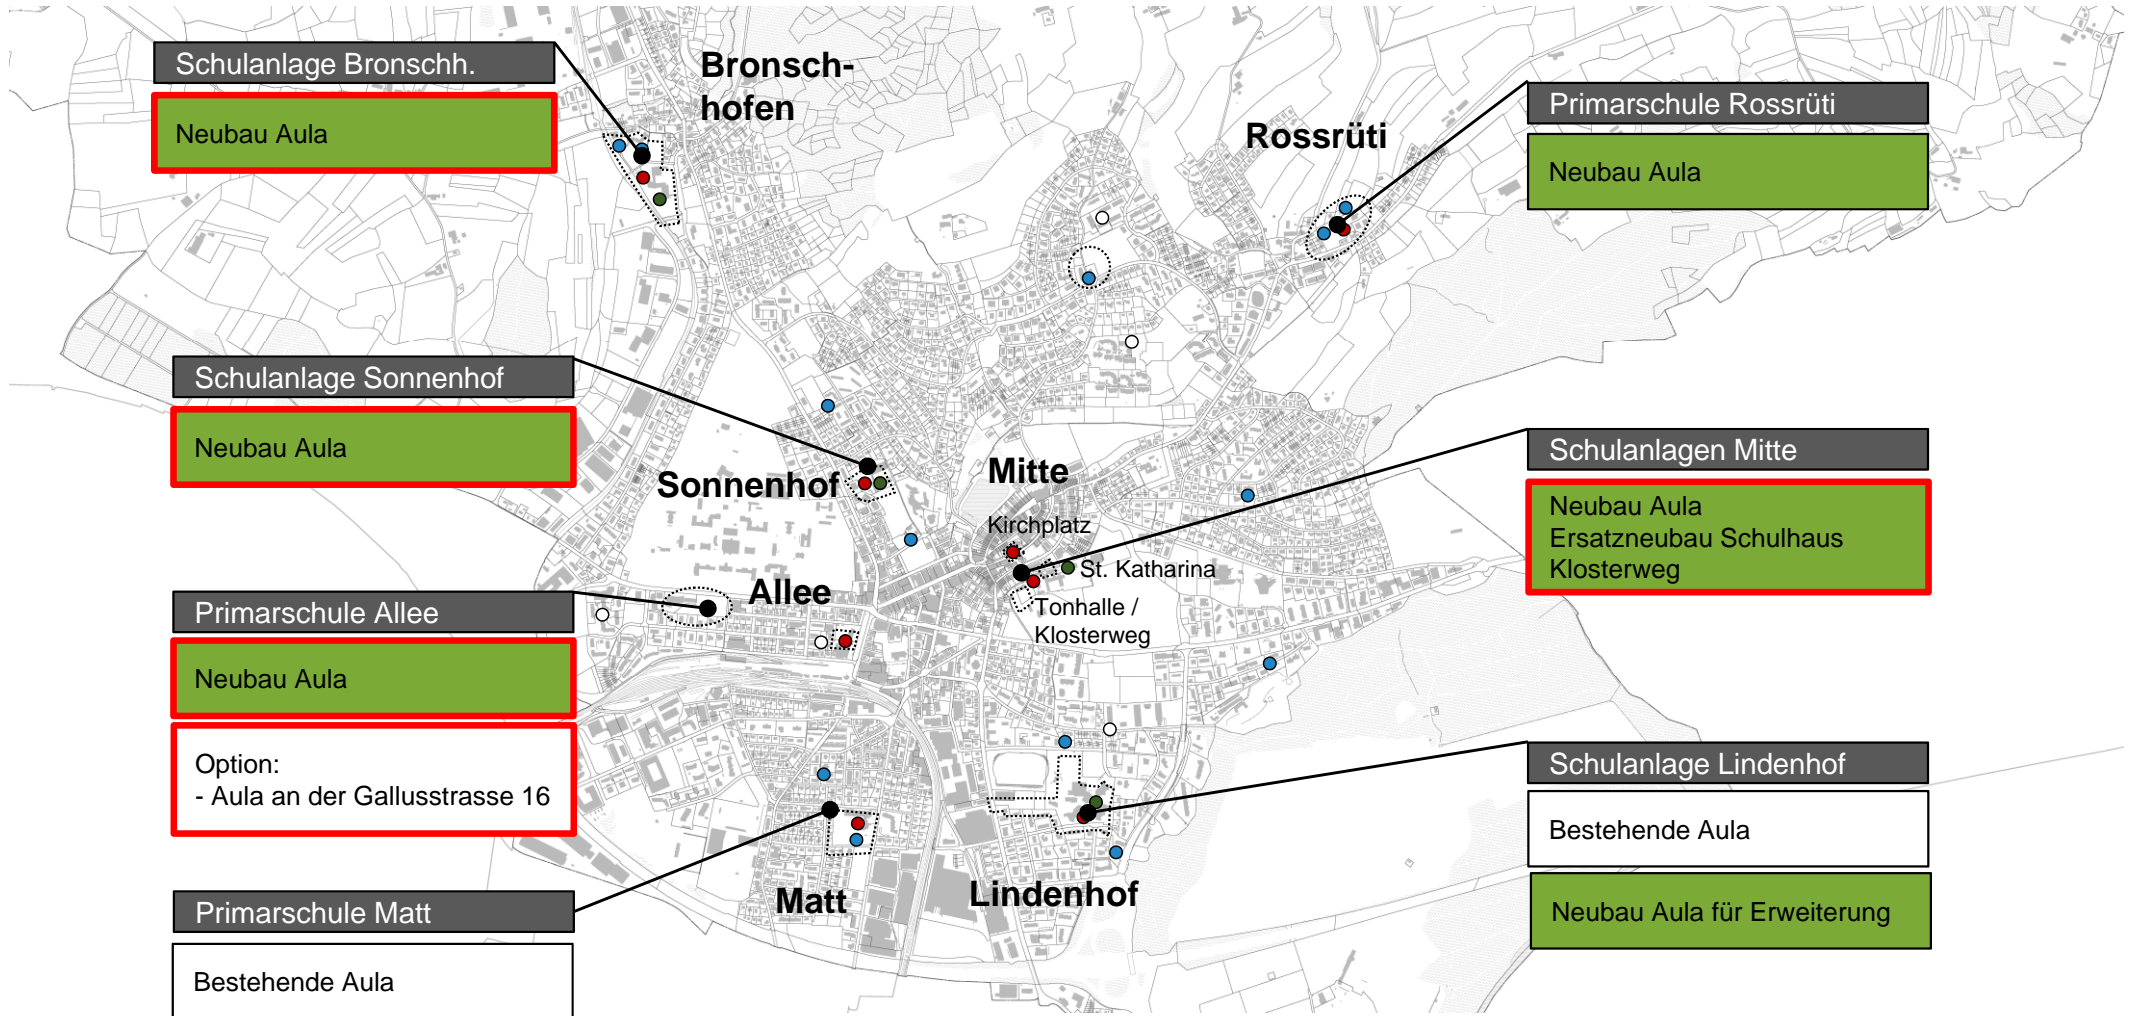 Schulanlage Bronschh.
Neubau Aula
Bronsch-
hofen
Rossrüti
Primarschule Rossrüti
Neubau Aula
Schulanlage Sonnenhof
Neubau Aula
Sonnenhof
Mitte
Kirchplatz
St. Katharina
Tonhalle /
Klosterweg
Schulanlagen Mitte
Neubau Aula
Ersatzneubau Schulhaus
Klosterweg
Allee
Primarschule Allee
Neubau Aula
Option:
- Aula an der Gallusstrasse 16
Schulanlage Lindenhof
Bestehende Aula
Neubau Aula für Erweiterung
Matt
Lindenhof
Primarschule Matt
Bestehende Aula